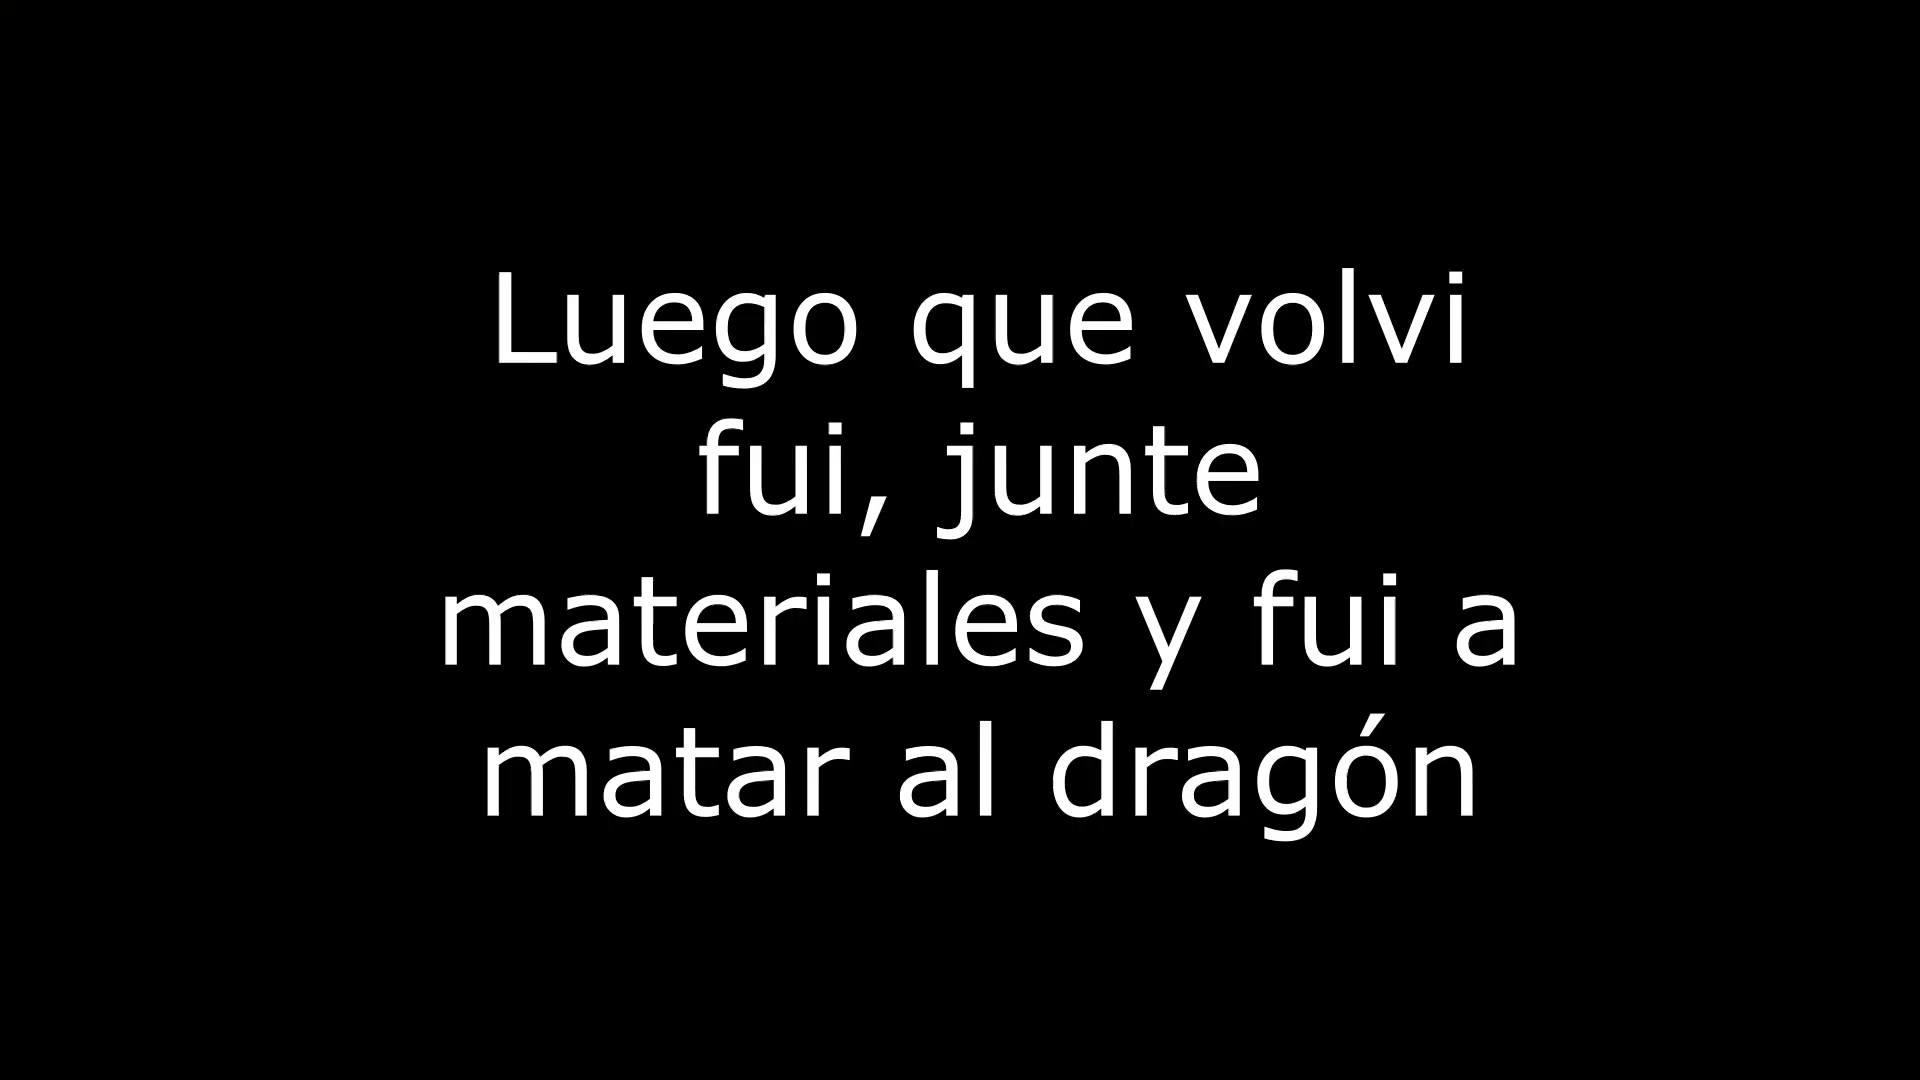 Luego que volvi
fui, junte
materiales y fui a
matar al dragón